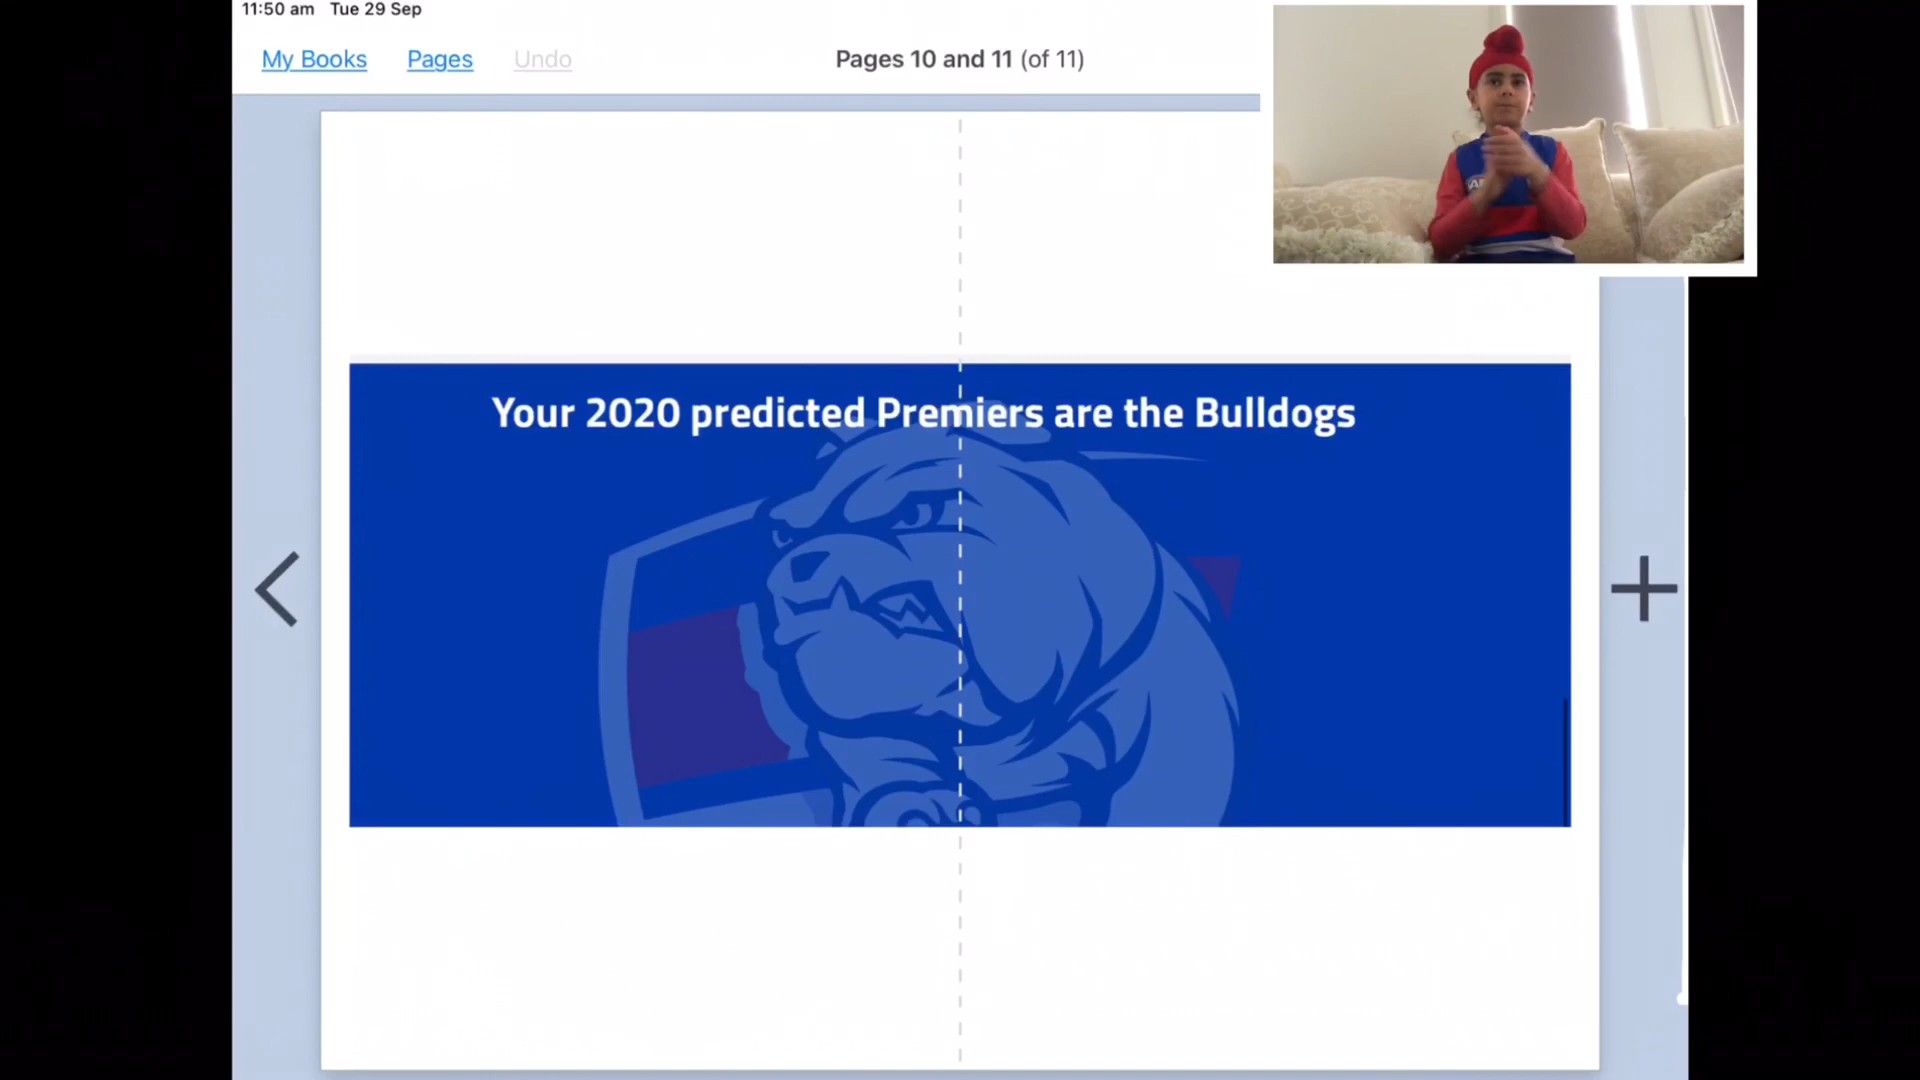 11:50 am Tue 29 Sep
My Books Pages Undo Pages 10 and 11 (of 11)
Your 2020 predicted Premiers are the Bulldogs